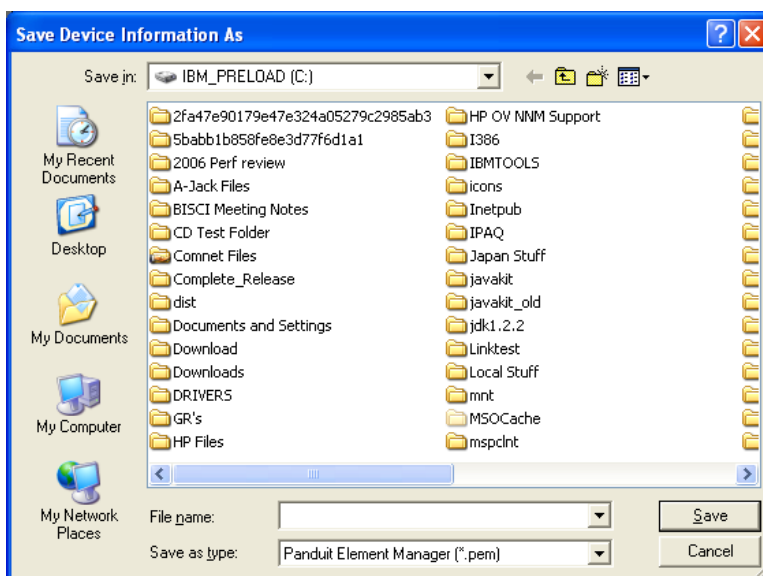 Save Device Information As
Save in: IBM_PRELOAD (C:)
My Recent
Documents
Desktop
My Documents
My Computer
My Network
Places
2fa47e90179e47e324a05279c2985ab3
5babb1b858fe8e3d77f6d1a1
2006 Perf review
A-Jack Files
BISCI Meeting Notes
CD Test Folder
Comnet Files
Complete_Release
dist
Documents and Settings
Download
Downloads
DRIVERS
GR's
HP Files
HP OV NNM Support
I386
IBMTOOLS
icons
Inetpub
IPAQ
Japan Stuff
javakit
javakit_old
jdk1.2.2
Linktest
Local Stuff
mnt
MSOCache
mspclnt
File name:
Save
Save as type: Panduit Element Manager (*.pem)
Cancel